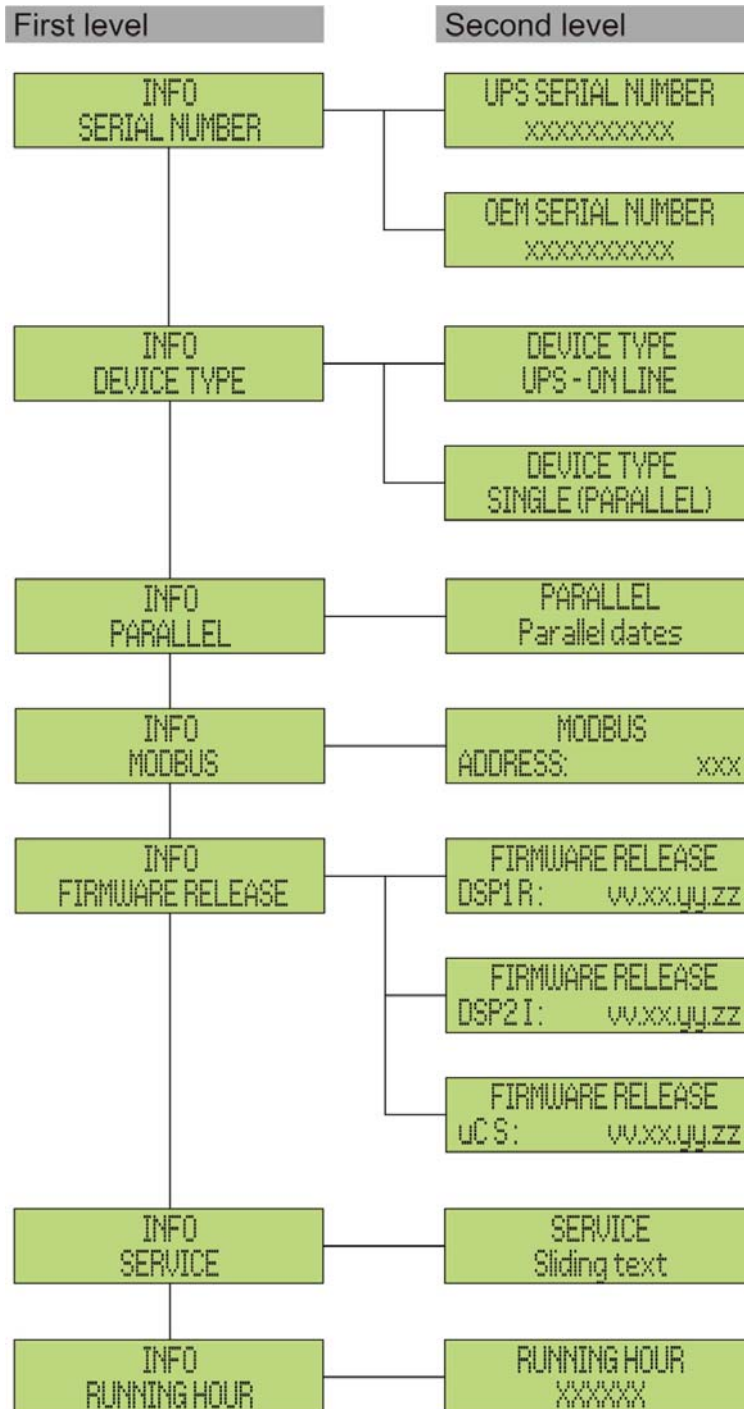 First level
Second level
INFO
SERIAL NUMBER
UPS SERIAL NUMBER
xxxxxxxxxx
OEM SERIAL NUMBER
xxxxxxxxxx
INFO
DEVICE TYPE
DEVICE TYPE
UPS - ON LINE
DEVICE TYPE
SINGLE (PARALLEL)
INFO
PARALLEL
PARALLEL
Parallel dates
INFO
MODBUS
MODBUS
ADDRESS: xxx
INFO
FIRMWARE RELEASE
FIRMWARE RELEASE
DSP1 R: vv.xx.yy.zz
FIRMWARE RELEASE
DSP2 I: vv.xx.yy.zz
FIRMWARE RELEASE
uC S: vv.xx.yy.zz
INFO
SERVICE
SERVICE
Sliding text
INFO
RUNNING HOUR
RUNNING HOUR
XXXXXX